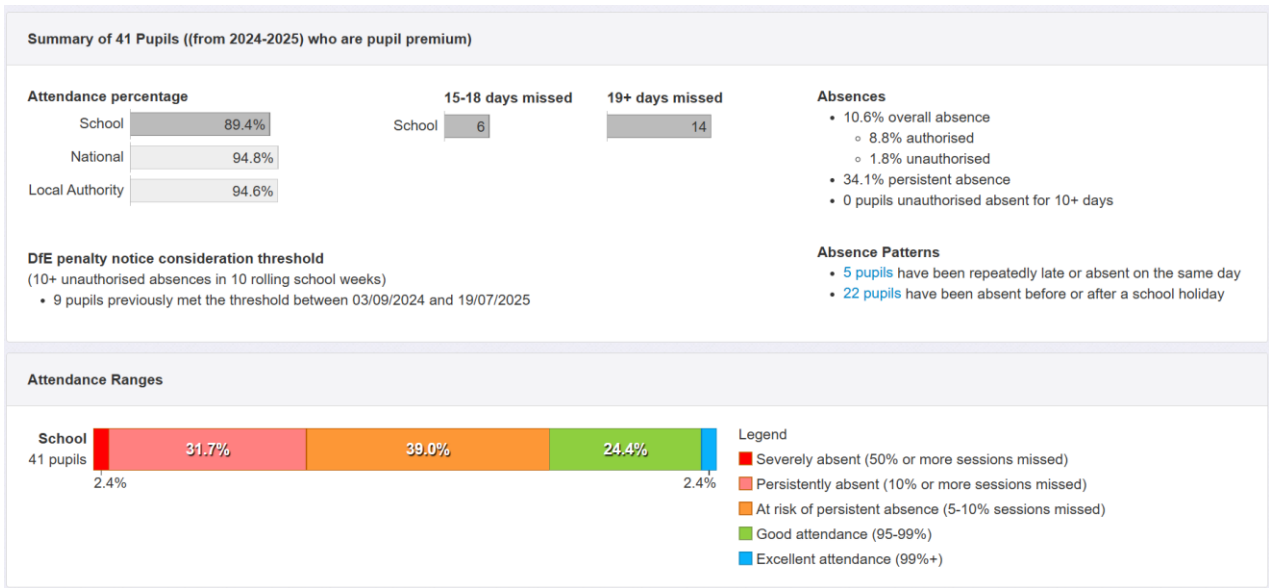 Summary of 41 Pupils ((from 2024-2025) who are pupil premium)
Attendance percentage
School 89.4%
National 94.8%
Local Authority 94.6%
15-18 days missed 19+ days missed
School 6 14
Absences
• 10.6% overall absence
◦ 8.8% authorised
◦ 1.8% unauthorised
• 34.1% persistent absence
• 0 pupils unauthorised absent for 10+ days
DfE penalty notice consideration threshold
(10+ unauthorised absences in 10 rolling school weeks)
• 9 pupils previously met the threshold between 03/09/2024 and 19/07/2025
Absence Patterns
• 5 pupils have been repeatedly late or absent on the same day
• 22 pupils have been absent before or after a school holiday
Attendance Ranges
School
41 pupils
31.7% 39.0% 24.4%
2.4% 2.4%
Legend
Severely absent (50% or more sessions missed)
Persistently absent (10% or more sessions missed)
At risk of persistent absence (5-10% sessions missed)
Good attendance (95-99%)
Excellent attendance (99%+)